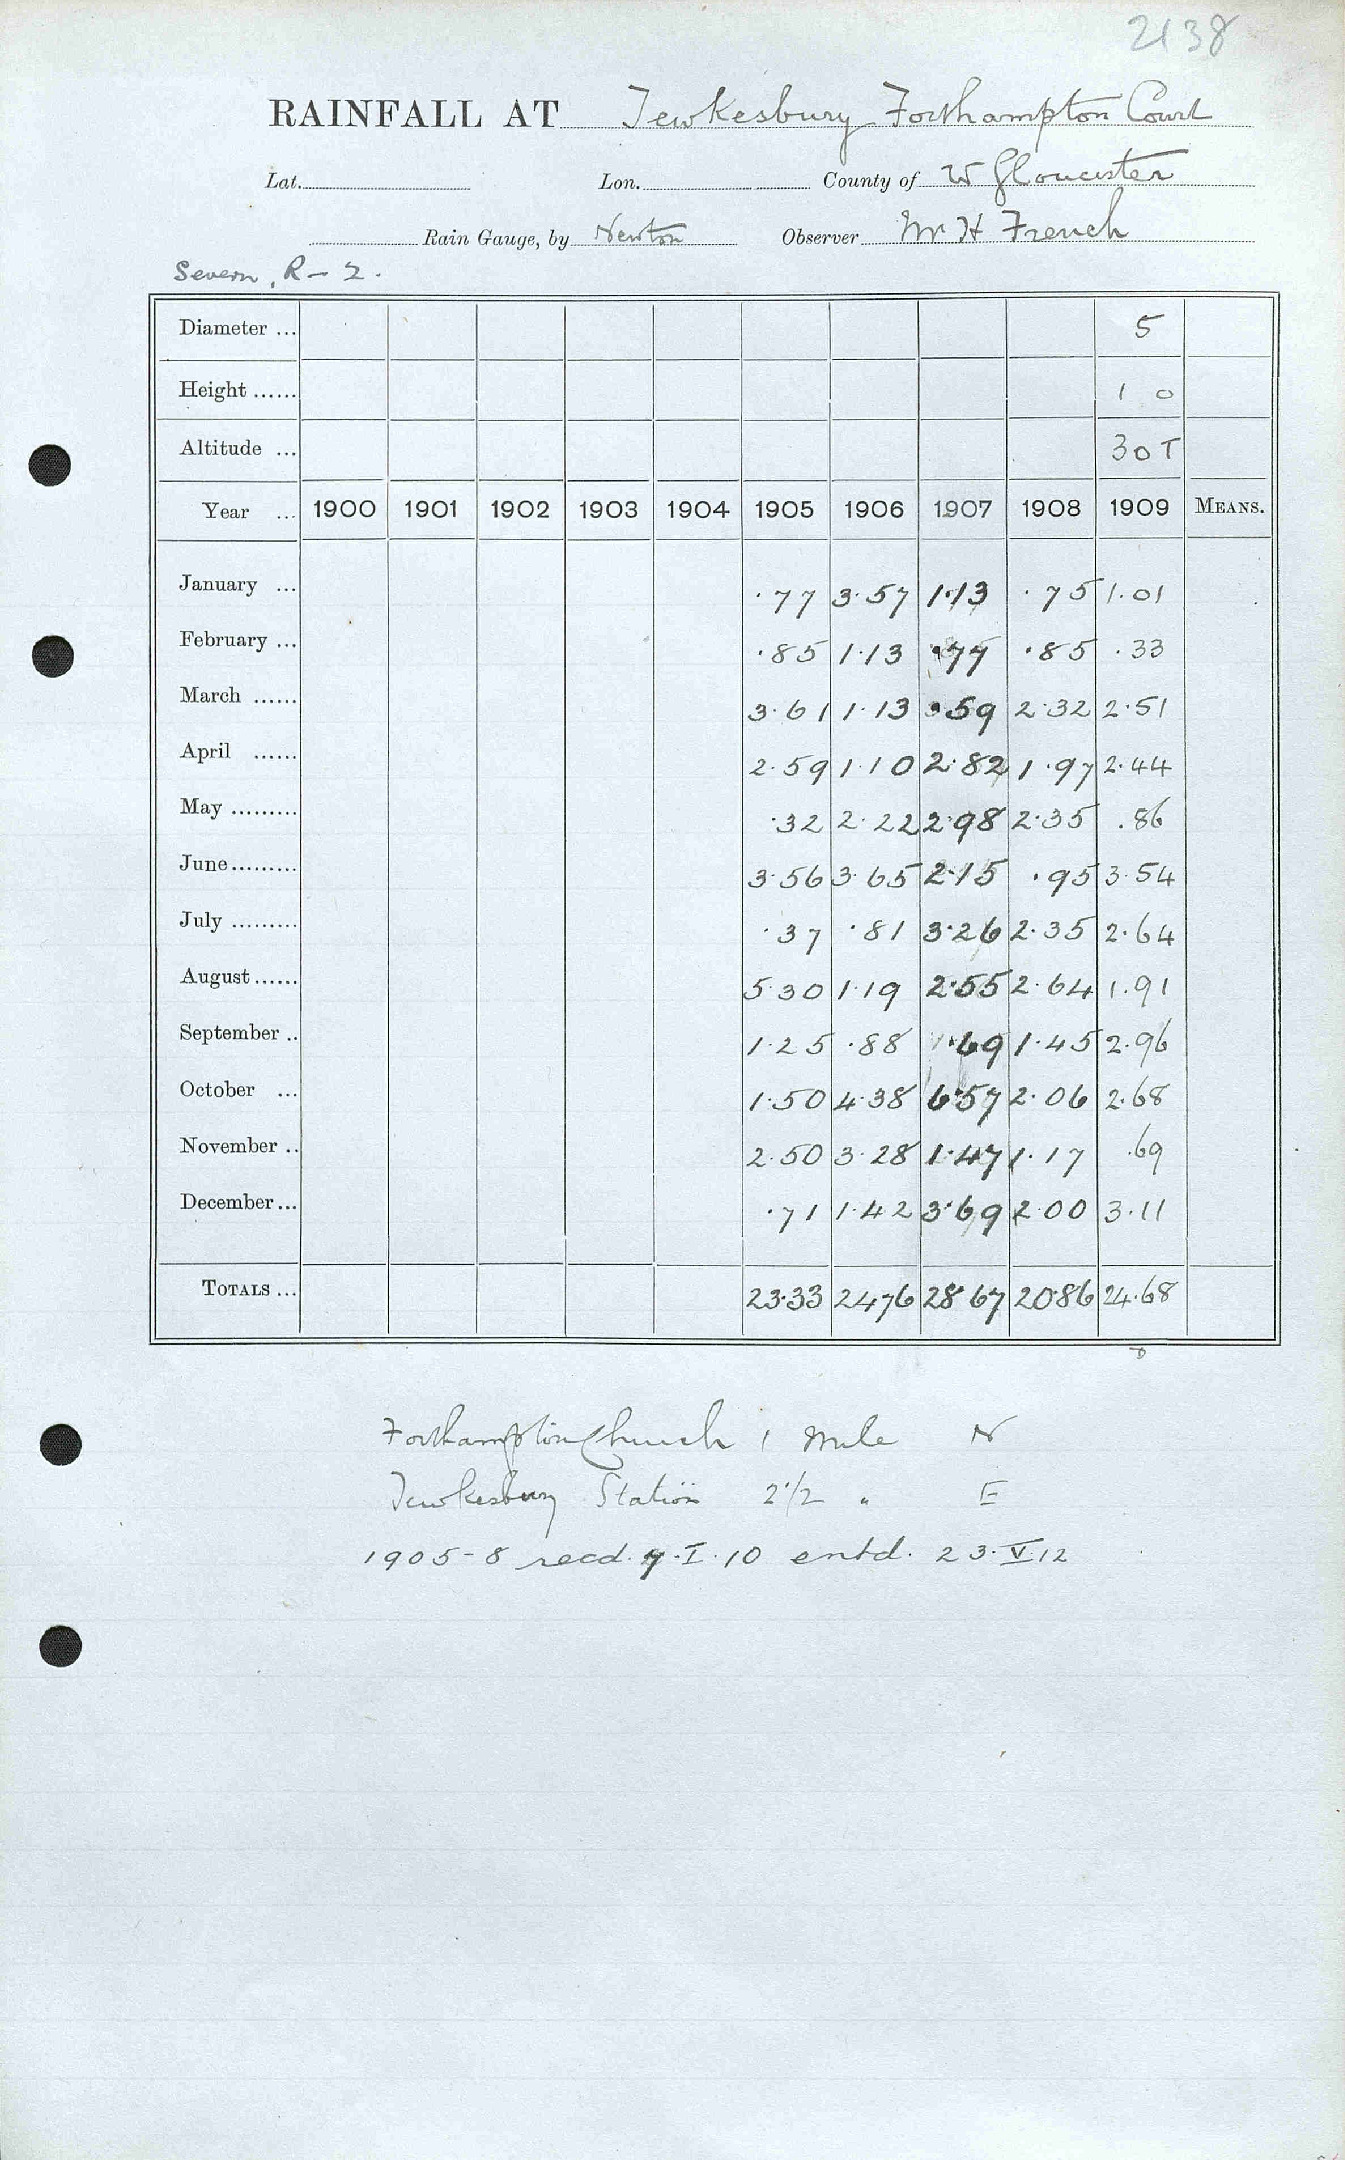 2138
RAINFALL AT Tewkesbury Forthampton Court
Lat. Lon. County of W Gloucester
Rain Gauge, by Newton Observer Mr H French
Severn, R – 2.
Diameter ... 5
Height ...... 1 0
Altitude ... 30T
Year ... 1900 1901 1902 1903 1904 1905 1906 1907 1908 1909 MEANS.
January ... .77 3.57 1.13 .75 1.01
February ... .85 1.13 .77 .85 .33
March ...... 3.61 1.13 .59 2.32 2.51
April ...... 2.59 1.10 2.82 1.97 2.44
May ......... .32 2.22 2.98 2.35 .86
June......... 3.56 3.65 2.15 .95 3.54
July ......... .37 .81 3.26 2.35 2.64
August...... 5.30 1.19 2.55 2.64 1.91
September .. 1.25 .88 .69 1.45 2.96
October ... 1.50 4.38 6.57 2.06 2.68
November .. 2.50 3.28 1.47 1.17 .69
December... .71 1.42 3.69 2.00 3.11
TOTALS ... 23.33 24.76 28.67 20.86 24.68
Forthampton Church 1 Mile N
Tewkesbury Station 2 1/2 " E
1905-8 recd. 7.I.10 entd. 23.V.12